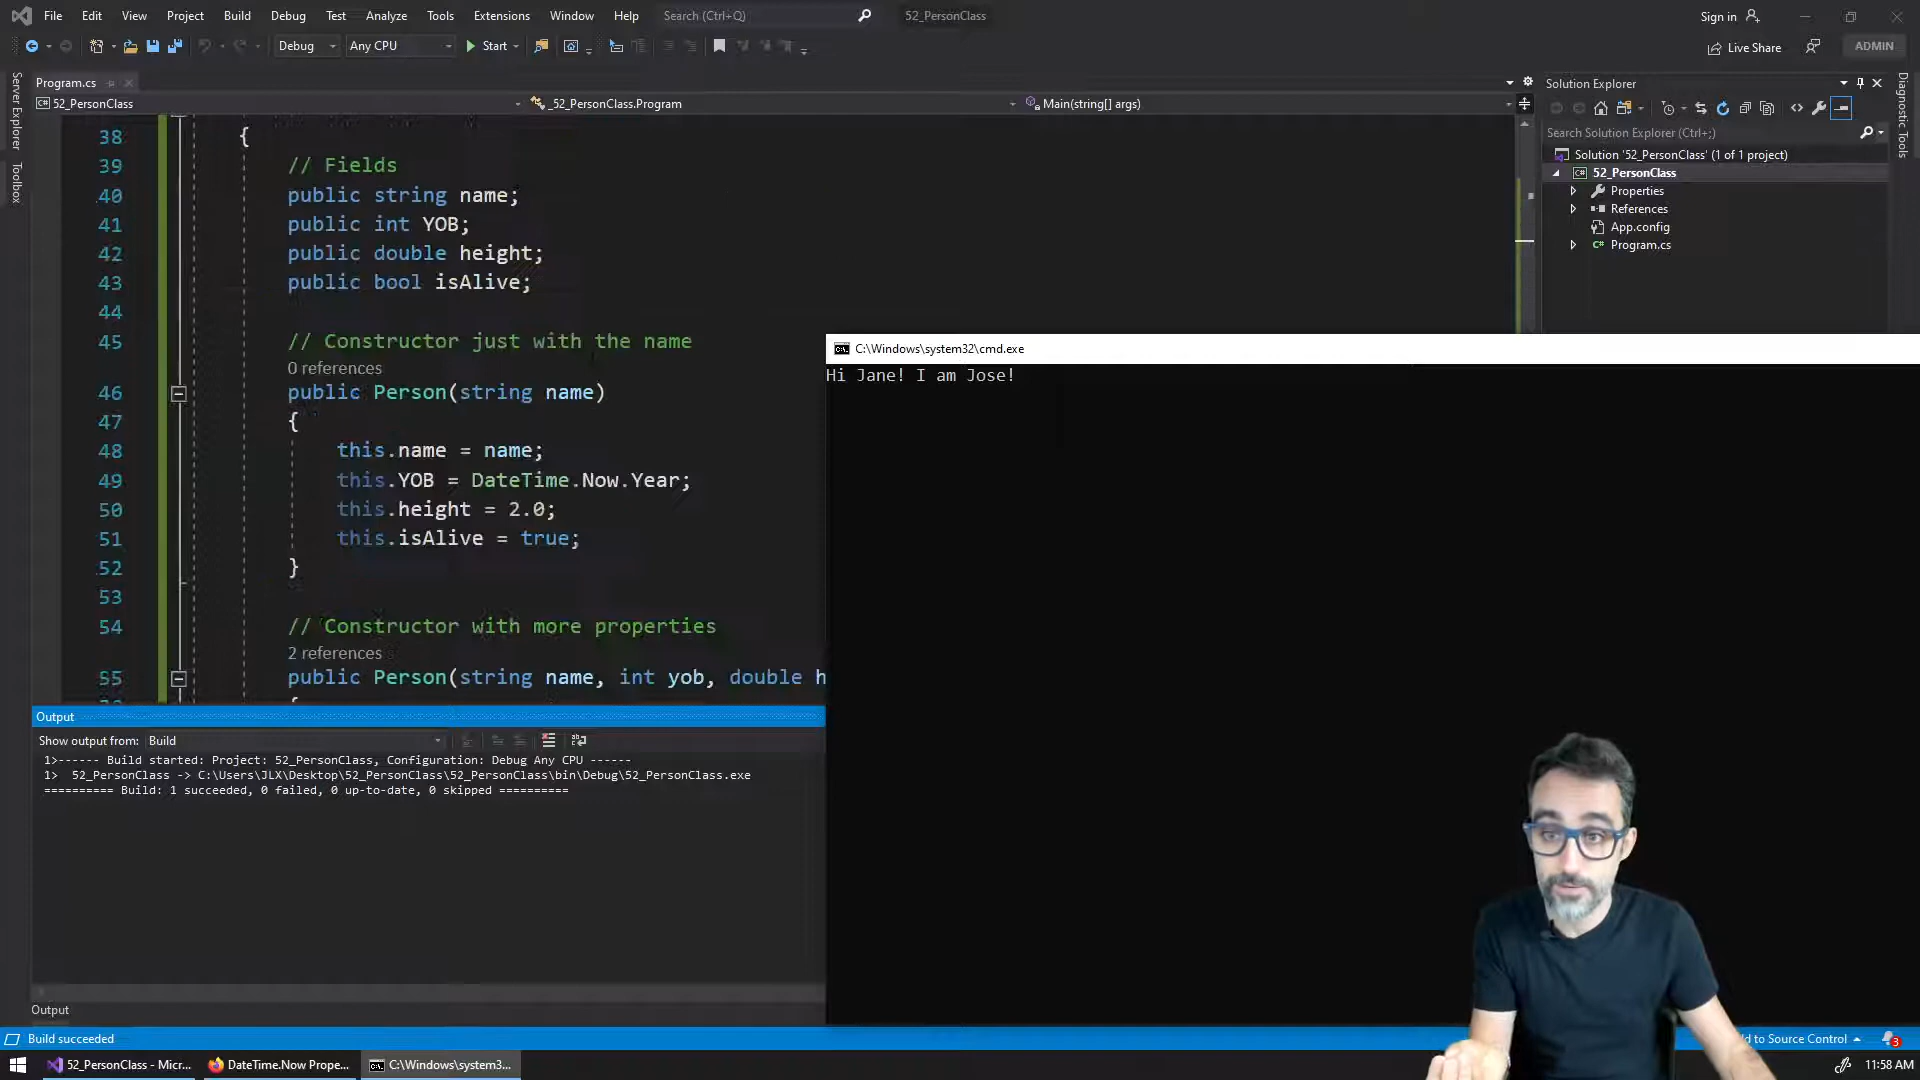 File Edit View Project Build Debug Test Analyze Tools Extensions Window Help Search (Ctrl+Q) 52_PersonClass Sign in
Debug Any CPU Start Live Share ADMIN
Server Explorer
Toolbox
Program.cs
52_PersonClass _52_PersonClass.Program Main(string[] args)
38 {
39 // Fields
40 public string name;
41 public int YOB;
42 public double height;
43 public bool isAlive;
44
45 // Constructor just with the name
0 references
46 public Person(string name)
47 {
48 this.name = name;
49 this.YOB = DateTime.Now.Year;
50 this.height = 2.0;
51 this.isAlive = true;
52 }
53
54 // Constructor with more properties
2 references
55 public Person(string name, int yob, double h
Solution Explorer
Search Solution Explorer (Ctrl+;)
Solution '52_PersonClass' (1 of 1 project)
52_PersonClass
Properties
References
App.config
Program.cs
Diagnostic Tools
C:\Windows\system32\cmd.exe
Hi Jane! I am Jose!
Output
Show output from: Build
1>------ Build started: Project: 52_PersonClass, Configuration: Debug Any CPU ------
1> 52_PersonClass -> C:\Users\JLX\Desktop\52_PersonClass\52_PersonClass\bin\Debug\52_PersonClass.exe
========== Build: 1 succeeded, 0 failed, 0 up-to-date, 0 skipped ==========
Output
Build succeeded
to Source Control 3
52_PersonClass - Micr... DateTime.Now Prope... C:\Windows\system3... 11:58 AM